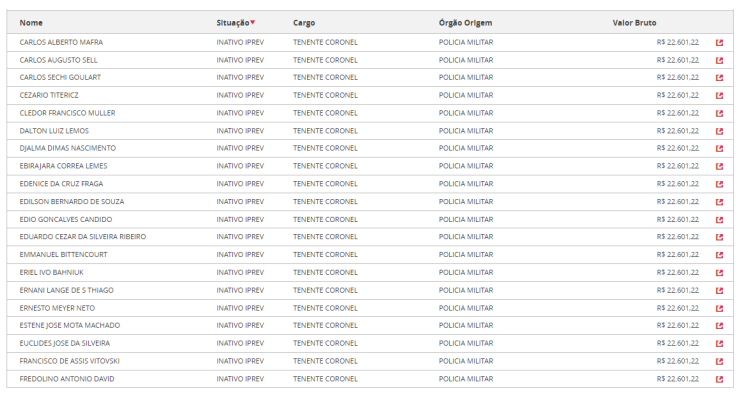 Nome Situação▼ Cargo Órgão Origem Valor Bruto
CARLOS ALBERTO MAFRA INATIVO IPREV TENENTE CORONEL POLICIA MILITAR R$ 22.601,22
CARLOS AUGUSTO SELL INATIVO IPREV TENENTE CORONEL POLICIA MILITAR R$ 22.601,22
CARLOS SECHI GOULART INATIVO IPREV TENENTE CORONEL POLICIA MILITAR R$ 22.601,22
CEZARIO TITERICZ INATIVO IPREV TENENTE CORONEL POLICIA MILITAR R$ 22.601,22
CLEDOR FRANCISCO MULLER INATIVO IPREV TENENTE CORONEL POLICIA MILITAR R$ 22.601,22
DALTON LUIZ LEMOS INATIVO IPREV TENENTE CORONEL POLICIA MILITAR R$ 22.601,22
DJALMA DIMAS NASCIMENTO INATIVO IPREV TENENTE CORONEL POLICIA MILITAR R$ 22.601,22
EBIRAJARA CORREA LEMES INATIVO IPREV TENENTE CORONEL POLICIA MILITAR R$ 22.601,22
EDENICE DA CRUZ FRAGA INATIVO IPREV TENENTE CORONEL POLICIA MILITAR R$ 22.601,22
EDILSON BERNARDO DE SOUZA INATIVO IPREV TENENTE CORONEL POLICIA MILITAR R$ 22.601,22
EDIO GONCALVES CANDIDO INATIVO IPREV TENENTE CORONEL POLICIA MILITAR R$ 22.601,22
EDUARDO CEZAR DA SILVEIRA RIBEIRO INATIVO IPREV TENENTE CORONEL POLICIA MILITAR R$ 22.601,22
EMMANUEL BITTENCOURT INATIVO IPREV TENENTE CORONEL POLICIA MILITAR R$ 22.601,22
ERIEL IVO BAHNIUK INATIVO IPREV TENENTE CORONEL POLICIA MILITAR R$ 22.601,22
ERNANI LANGE DE S THIAGO INATIVO IPREV TENENTE CORONEL POLICIA MILITAR R$ 22.601,22
ERNESTO MEYER NETO INATIVO IPREV TENENTE CORONEL POLICIA MILITAR R$ 22.601,22
ESTENE JOSE MOTA MACHADO INATIVO IPREV TENENTE CORONEL POLICIA MILITAR R$ 22.601,22
EUCLIDES JOSE DA SILVEIRA INATIVO IPREV TENENTE CORONEL POLICIA MILITAR R$ 22.601,22
FRANCISCO DE ASSIS VITOVSKI INATIVO IPREV TENENTE CORONEL POLICIA MILITAR R$ 22.601,22
FREDOLINO ANTONIO DAVID INATIVO IPREV TENENTE CORONEL POLICIA MILITAR R$ 22.601,22